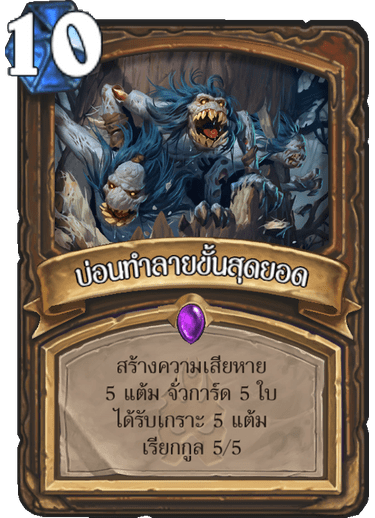 10
บ่อนทำลายขั้นสุดยอด
สร้างความเสียหาย
5 แต้ม จั่วการ์ด 5 ใบ
ได้รับเกราะ 5 แต้ม
เรียกกูล 5/5